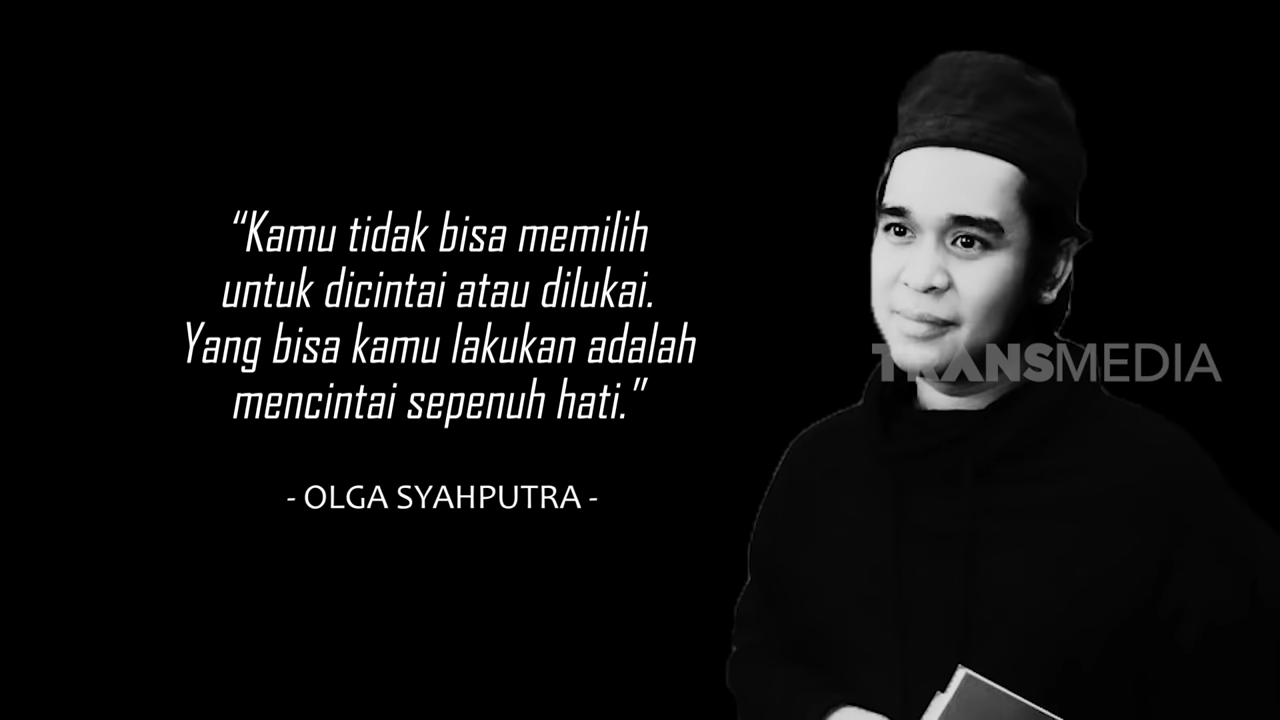 “Kamu tidak bisa memilih
untuk dicintai atau dilukai.
Yang bisa kamu lakukan adalah
mencintai sepenuh hati.”
- OLGA SYAHPUTRA -
TRANSMEDIA